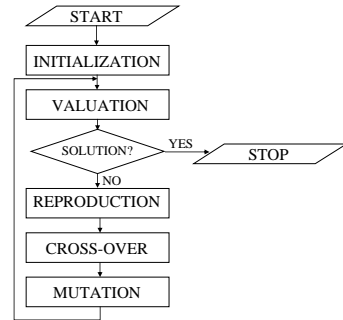 START
INITIALIZATION
VALUATION
SOLUTION?
YES
STOP
NO
REPRODUCTION
CROSS-OVER
MUTATION